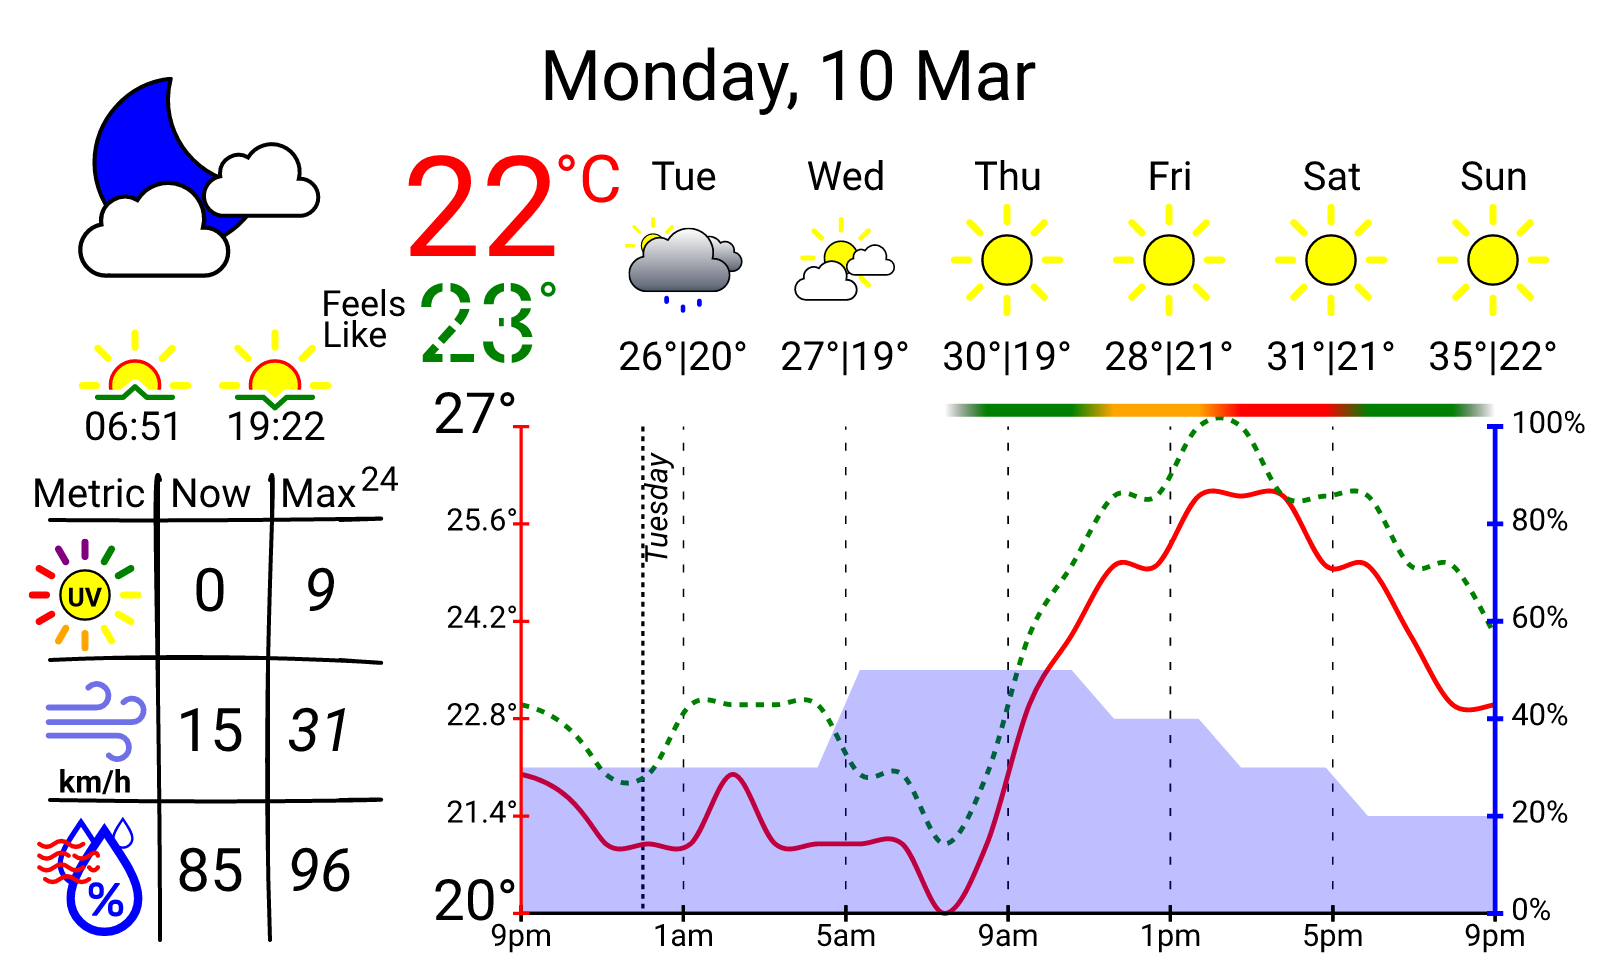 Monday, 10 Mar
22°C
Feels
Like
23°
06:51 19:22
Tue Wed Thu Fri Sat Sun
26°|20° 27°|19° 30°|19° 28°|21° 31°|21° 35°|22°
Metric Now Max 24
UV 0 9
15 31
km/h
% 85 96
27°
25.6°
24.2°
22.8°
21.4°
20°
Tuesday
100%
80%
60%
40%
20%
0%
9pm 1am 5am 9am 1pm 5pm 9pm